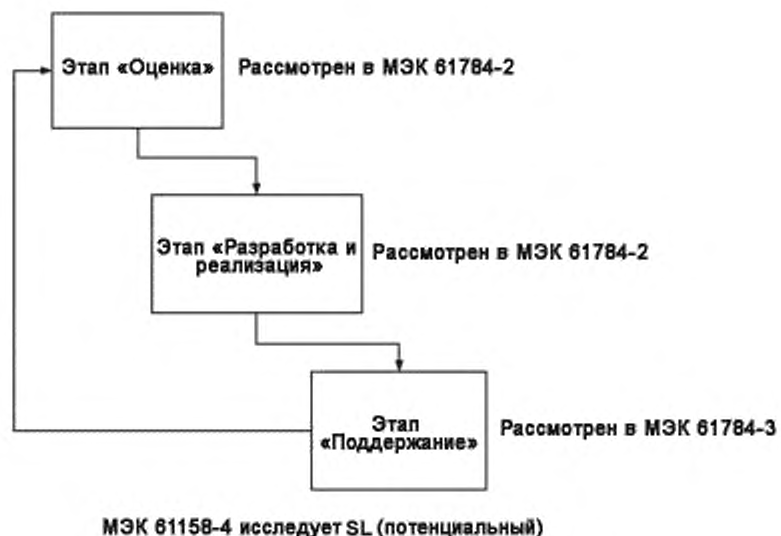 Этап «Оценка»
Рассмотрен в МЭК 61784-2
Этап «Разработка и
реализация»
Рассмотрен в МЭК 61784-2
Этап
«Поддержание»
Рассмотрен в МЭК 61784-3
МЭК 61158-4 исследует SL (потенциальный)